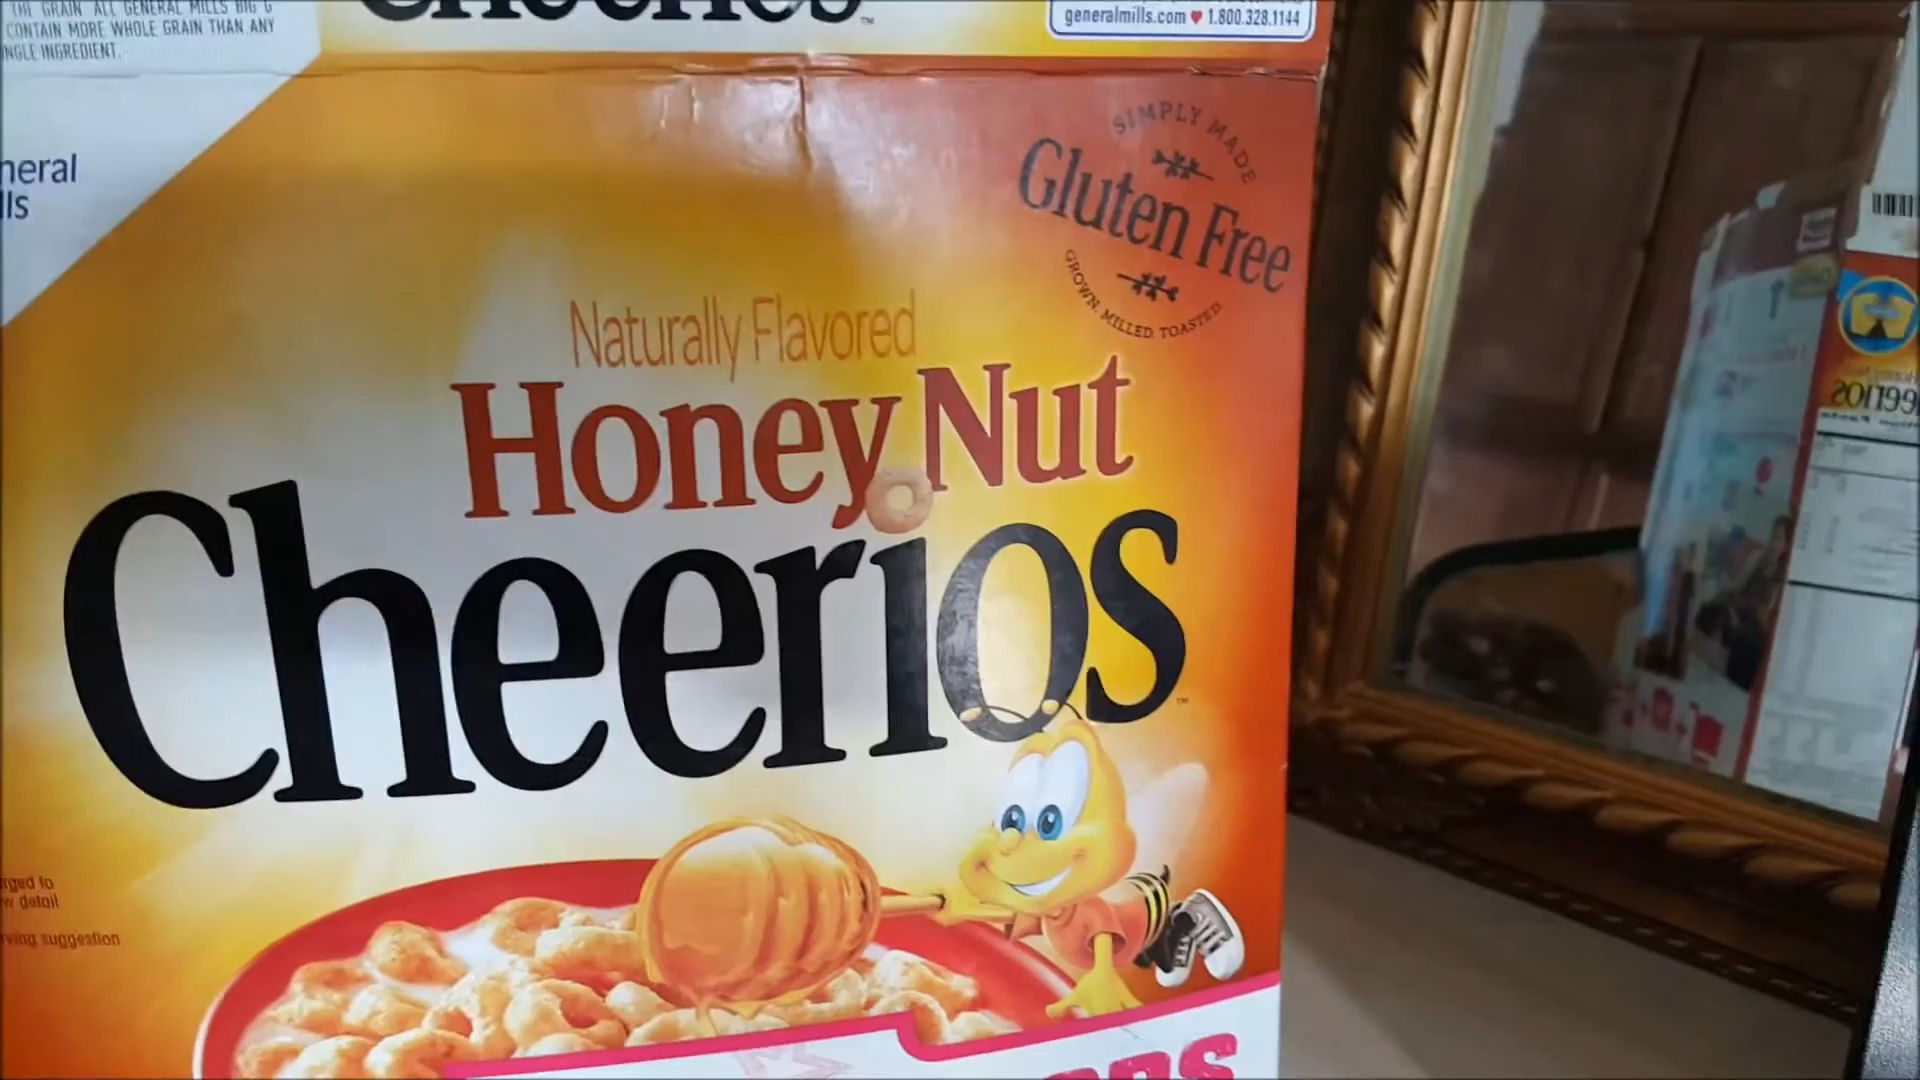 THE GRAIN ALL GENERAL MILLS BIG G
CONTAIN MORE WHOLE GRAIN THAN ANY
NGLE INGREDIENT.
Cheerios™
generalmills.com ♥ 1.800.328.1144
neral
lls
SIMPLY MADE
Gluten Free
GROWN, MILLED, TOASTED
Naturally Flavored
Honey Nut
Cheerios™
rged to
w detail
rving suggestion